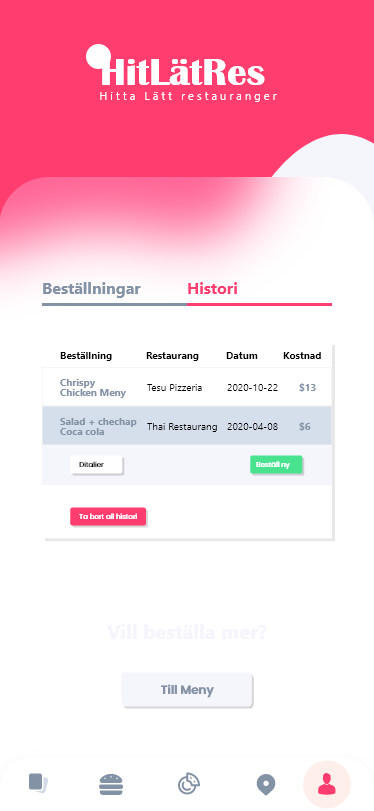 HitLätRes
Hitta Lätt restauranger
Beställningar Histori
Beställning Restaurang Datum Kostnad
Chrispy
Chicken Meny Tesu Pizzeria 2020-10-22 $13
Salad + chechap
Coca cola Thai Restaurang 2020-04-08 $6
Ditalier Beställ ny
Ta bort all histori
Vill beställa mer?
Till Meny